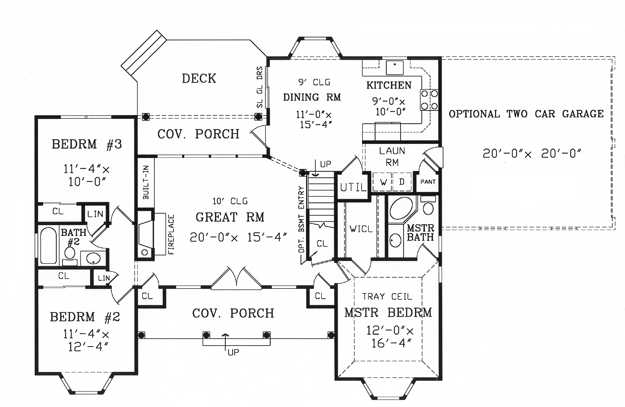 DECK
SL GL DRS
9' CLG
DINING RM
11'-0"x
15'-4"
KITCHEN
9'-0"x
10'-0"
OPTIONAL TWO CAR GARAGE
20'-0"x 20'-0"
COV. PORCH
BEDRM #3
11'-4"x
10'-0"
BUILT-IN
UP
LAUN
RM
W D
UTIL
PANT
10' CLG
GREAT RM
20'-0"x 15'-4"
FIREPLACE
OPT. BSMT ENTRY
CL
LIN
BATH
#2
CL
WICL
MSTR
BATH
CL
LIN
CL
CL
BEDRM #2
11'-4"x
12'-4"
COV. PORCH
UP
TRAY CEIL
MSTR BEDRM
12'-0"x
16'-4"